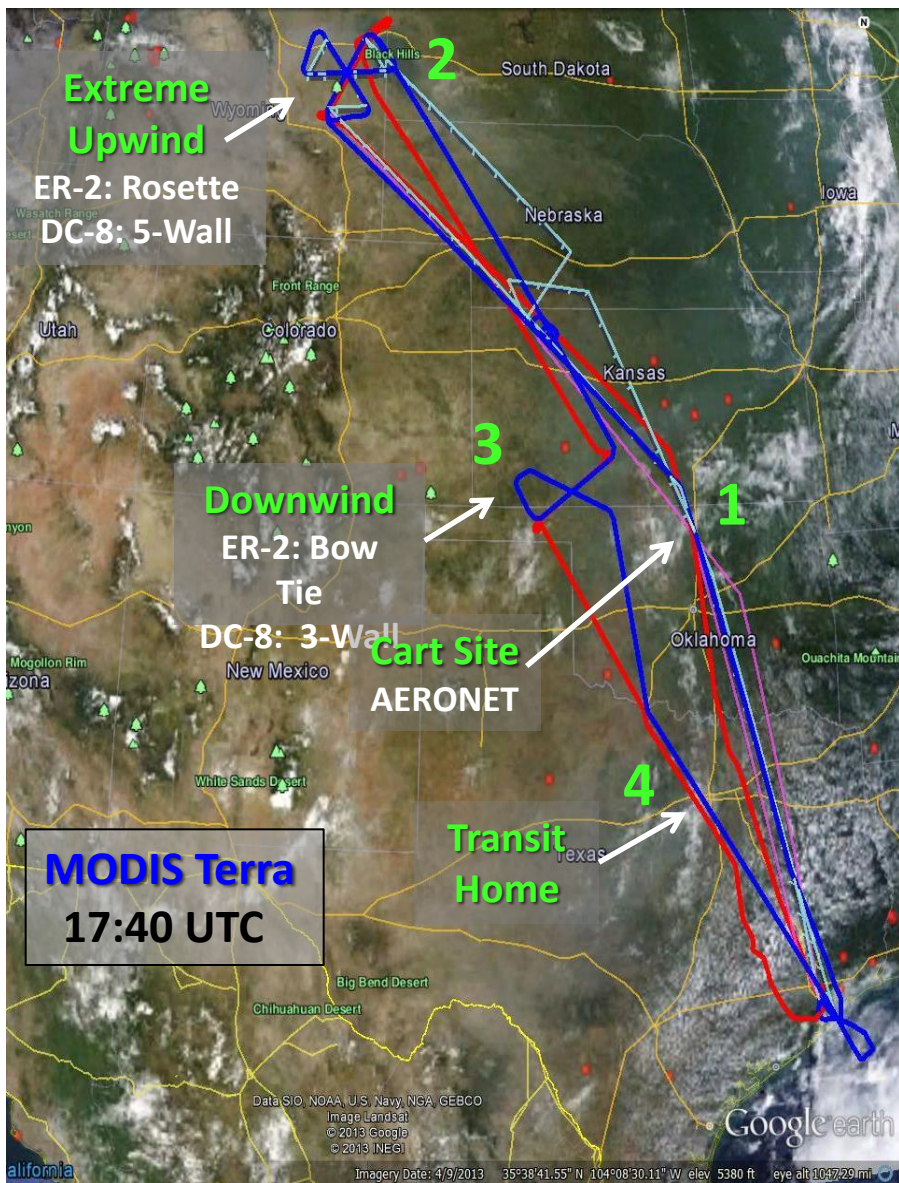 N
Black Hills
2
South Dakota
Extreme
Upwind
Wyoming
ER-2: Rosette
DC-8: 5-Wall
Wasatch Range
esert
Iowa
Nebraska
Front Range
Utah
Colorado
Kansas
3
M
Downwind
1
ER-2: Bow
Tie
DC-8: 3-Wall
nyon
Cart Site
AERONET
Oklahoma
Ouachita Mountai
Mogollon Rim
izona
New Mexico
White Sands Desert
4
Transit
Home
Texas
MODIS Terra
17:40 UTC
Big Bend Desert
Chihuahuan Desert
Data SIO, NOAA, U.S. Navy, NGA, GEBCO
Image Landsat
© 2013 Google
© 2013 INEGI
Google earth
alifornia
Imagery Date: 4/9/2013 35°38'41.55" N 104°08'30.11" W elev 5380 ft eye alt 1047.29 mi